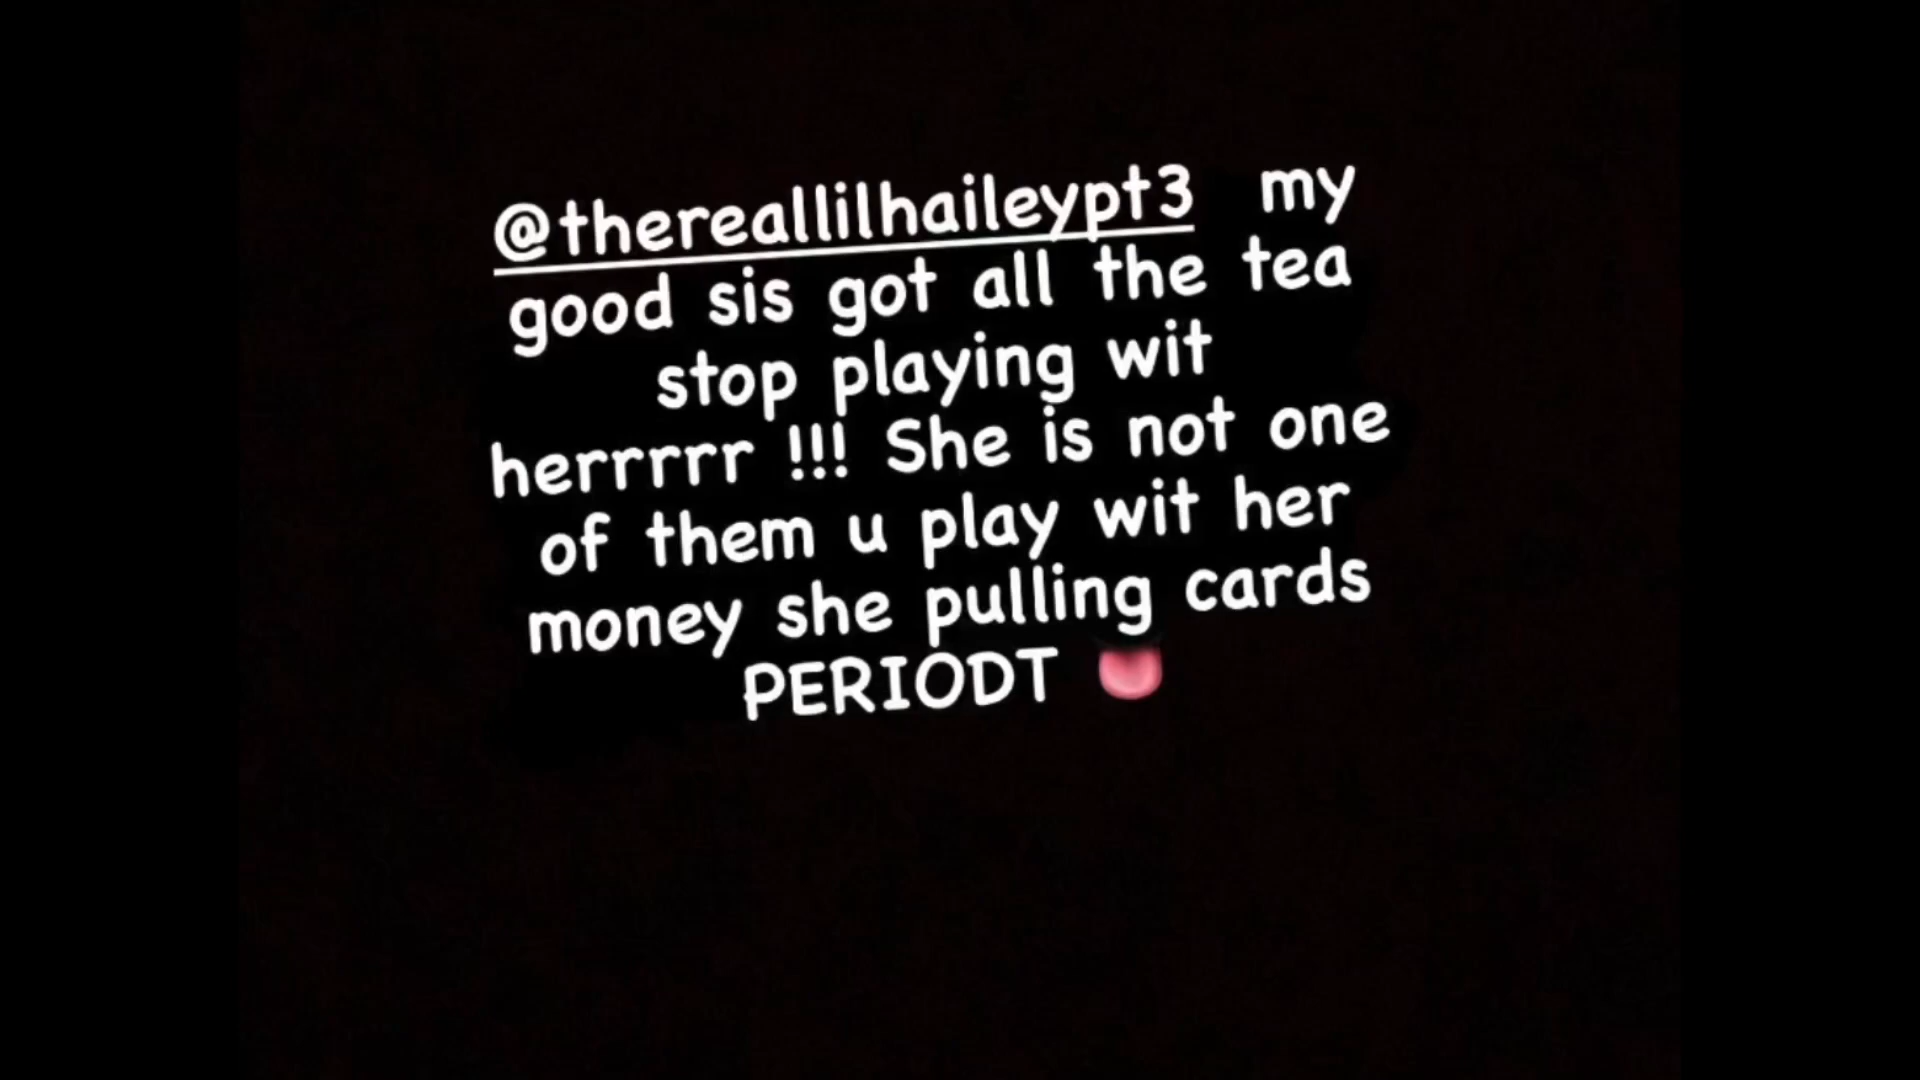 @thereallilhaileypt3 my
good sis got all the tea
stop playing wit
herrrrr !!! She is not one
of them u play wit her
money she pulling cards
PERIODT 👅